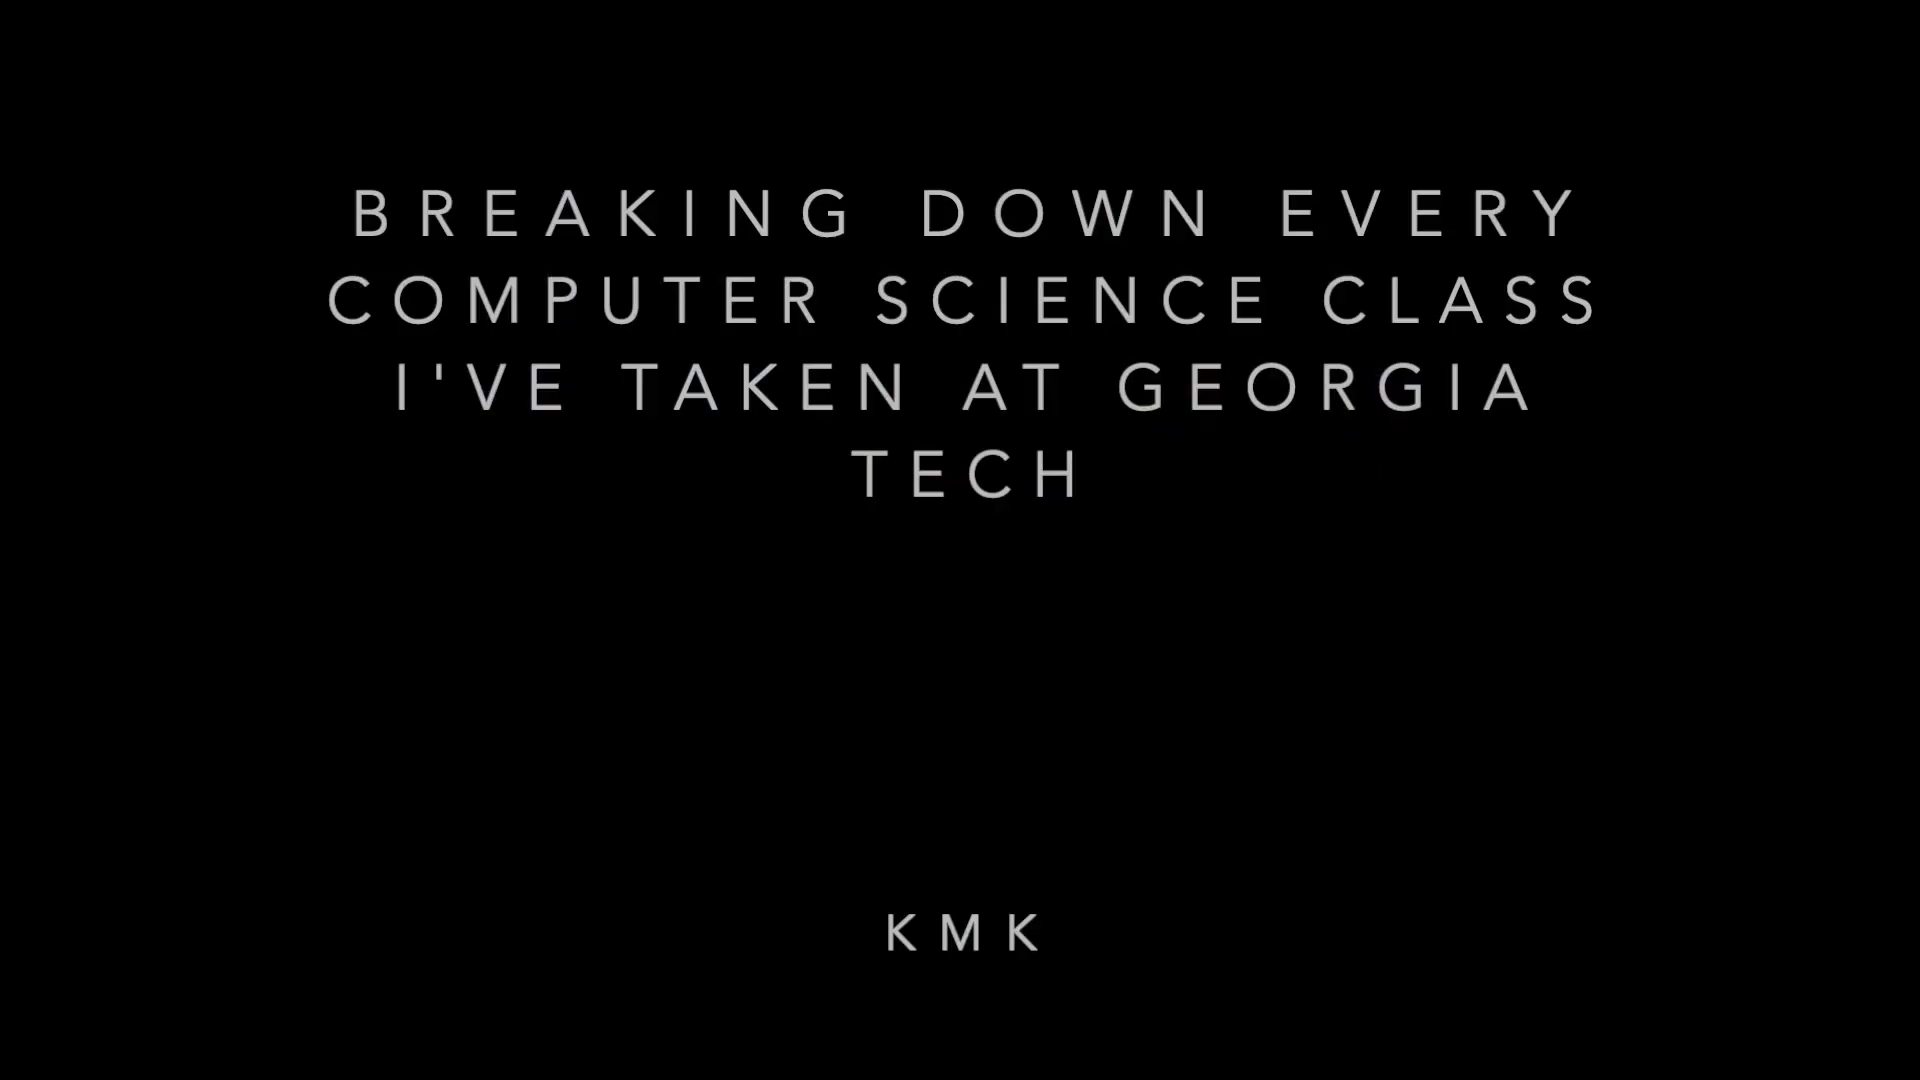 BREAKING DOWN EVERY
COMPUTER SCIENCE CLASS
I'VE TAKEN AT GEORGIA
TECH
KMK